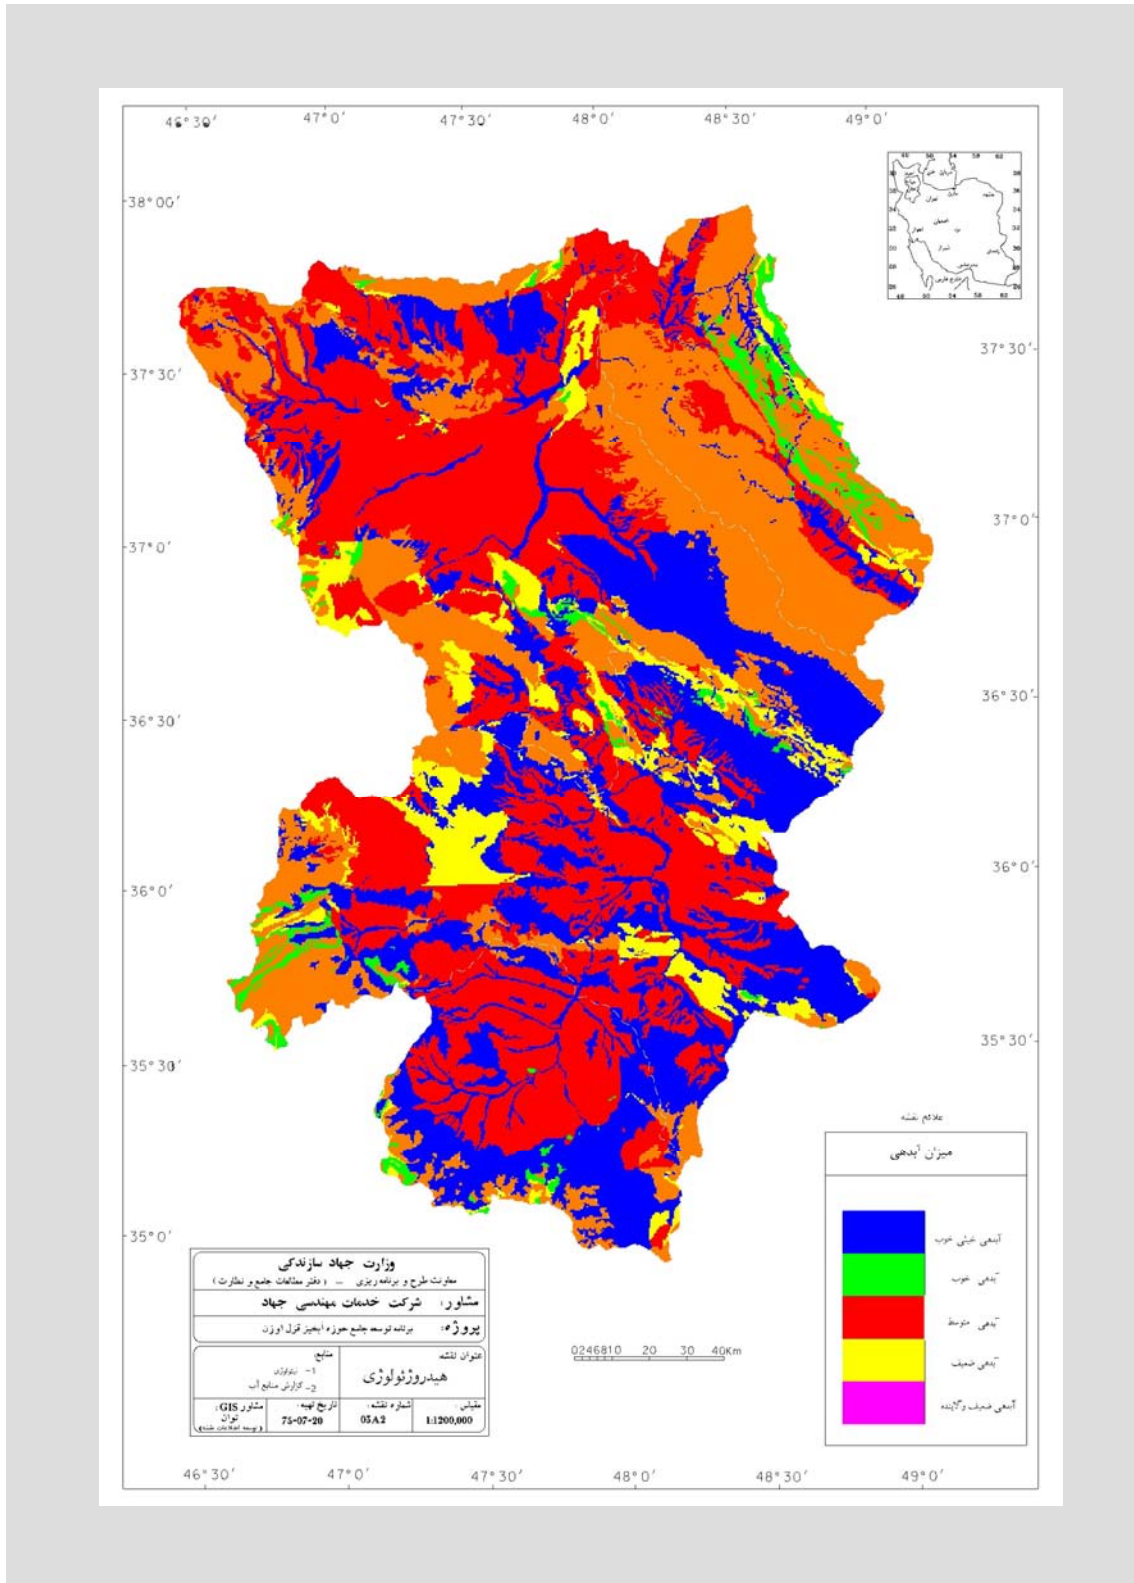 46°30′ 47°0′ 47°30′ 48°0′ 48°30′ 49°0′
38°00′
37°30′
37°30′
37°0′
37°0′
36°30′
36°30′
36°0′
36°0′
35°30′
35°30′
35°0′
علائم نقشه
میزان آبدهی
آبدهی خیلی خوب
آبدهی خوب
آبدهی متوسط
آبدهی ضعیف
آبدهی ضعیف و گلاینده
وزارت جهاد سازندگی
معاونت طرح و برنامه ریزی – (دفتر مطالعات جامع و نظارت)
مشاور: شرکت خدمات مهندسی جهاد
پروژه: برنامه توسعه جامع حوزه آبخیز قزل اوزن
عنوان نقشه:
هیدروژئولوژی
منابع:
1- لیتولوژی
2- گزارش منابع آب
مقیاس:
1:1200,000
شماره نقشه:
03A2
تاریخ تهیه:
75-07-20
مشاور GIS:
توان
0246810 20 30 40Km
46°30′ 47°0′ 47°30′ 48°0′ 48°30′ 49°0′